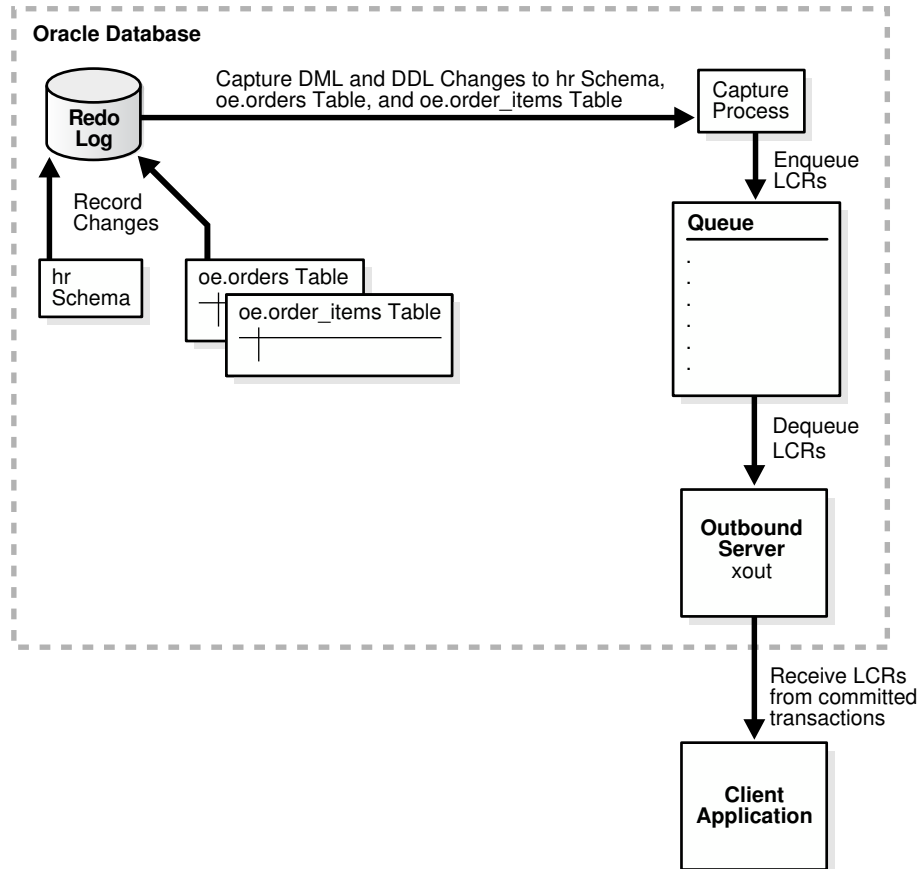 Oracle Database
Capture DML and DDL Changes to hr Schema,
oe.orders Table, and oe.order_items Table
Redo
Log
Capture
Process
Record
Changes
Enqueue
LCRs
hr
Schema
oe.orders Table
oe.order_items Table
Queue
.
.
.
.
.
.
Dequeue
LCRs
Outbound
Server
xout
Receive LCRs
from committed
transactions
Client
Application